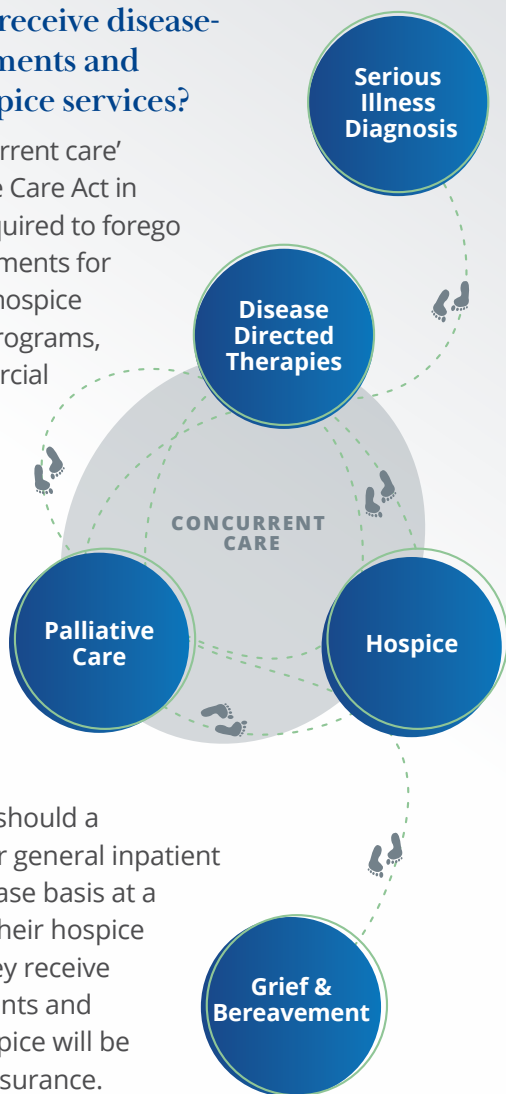 receive disease-
ments and
pice services?
rrent care’
e Care Act in
quired to forego
ments for
hospice
rograms,
rcial
Serious
Illness
Diagnosis
Disease
Directed
Therapies
CONCURRENT
CARE
Palliative
Care
Hospice
should a
r general inpatient
ase basis at a
heir hospice
ey receive
nts and
pice will be
surance.
Grief &
Bereavement